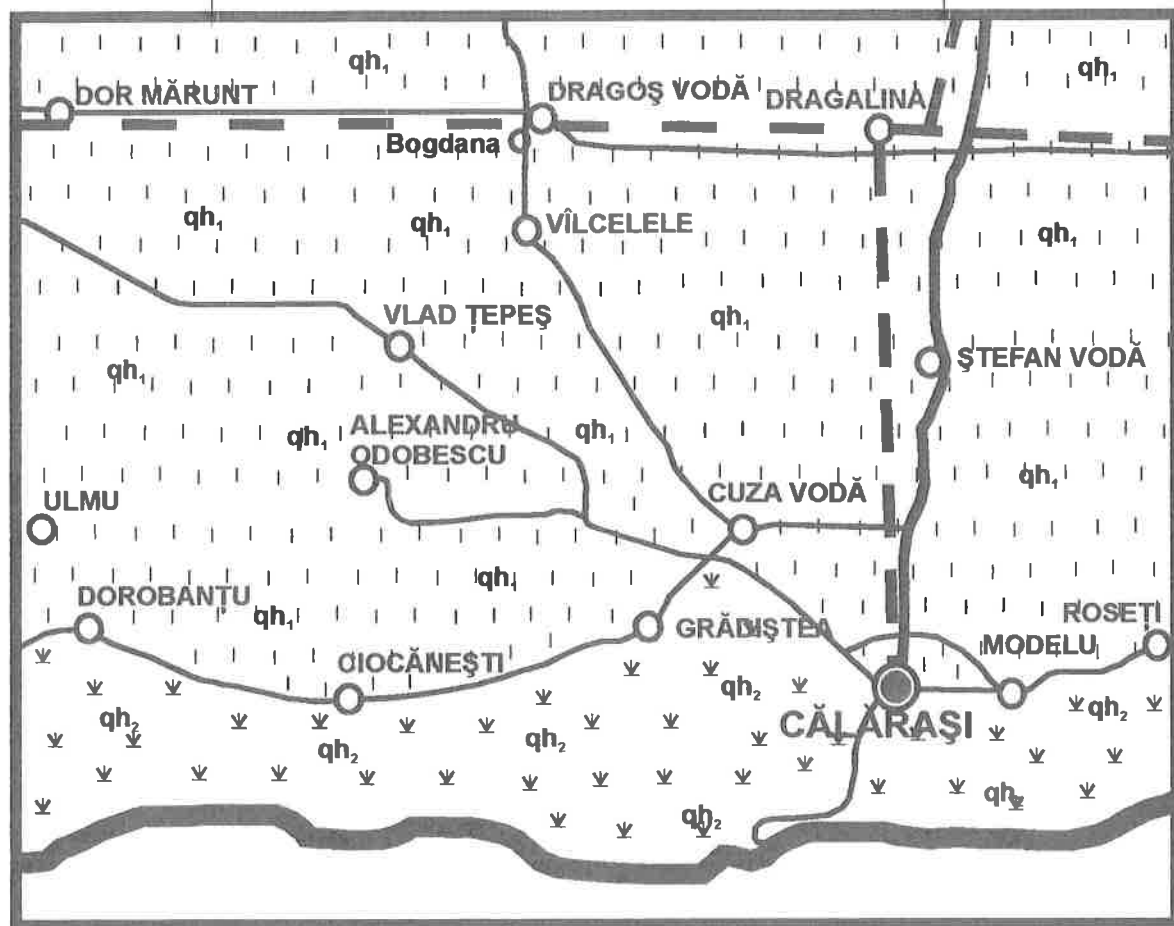 qh₁
qh₁
DOR MĂRUNT
DRAGOŞ VODĂ
DRAGALINA
Bogdana
qh₁
qh₁
VÎLCELELE
qh₁
VLAD ŢEPEŞ
qh₁
ŞTEFAN VODĂ
qh₁
ALEXANDRU
ODOBESCU
qh₁
qh₁
qh₁
ULMU
CUZA VODĂ
qh₁
DOROBANŢU
qh₁
ROSEŢI
GRĂDIŞTEA
MODELU
CIOCĂNEŞTI
qh₂
qh₂
qh₂
CĂLĂRAŞI
qh₂
qh₂
qh₂
qh₂